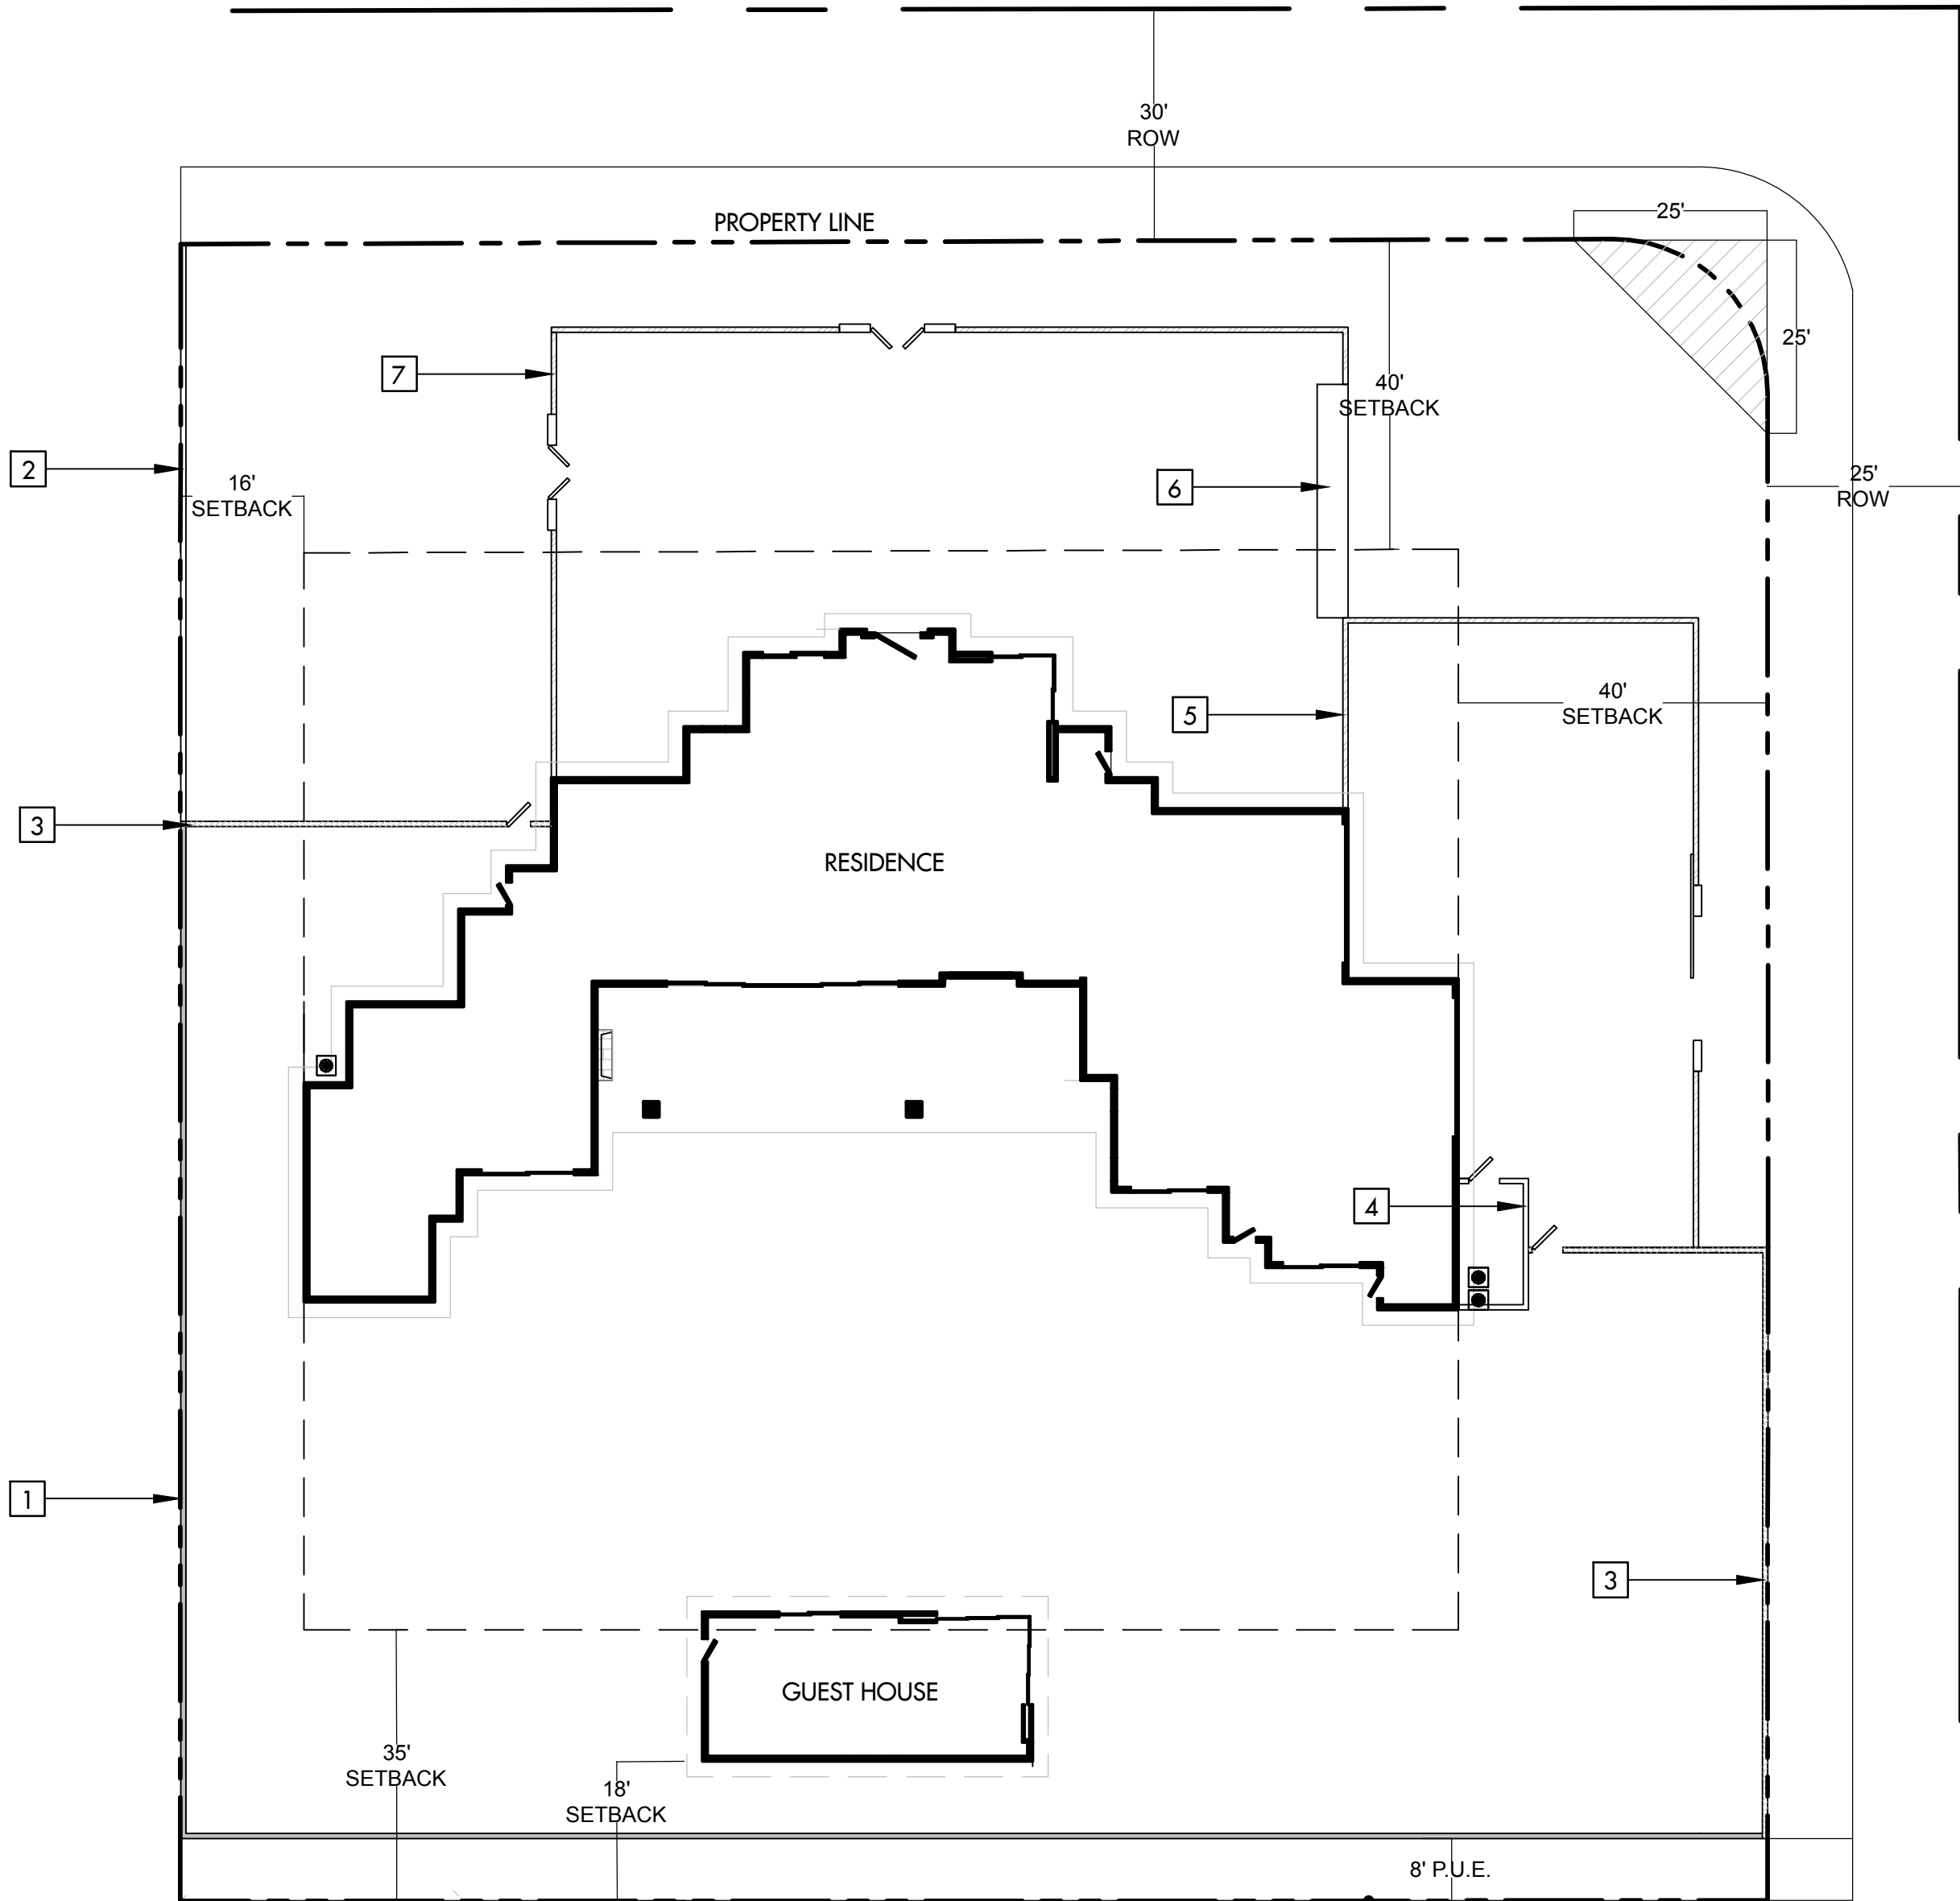 30'
ROW
PROPERTY LINE
25'
25'
7
40'
SETBACK
2
16'
SETBACK
6
25'
ROW
5
40'
SETBACK
3
RESIDENCE
4
1
3
GUEST HOUSE
35'
SETBACK
18'
SETBACK
8' P.U.E.